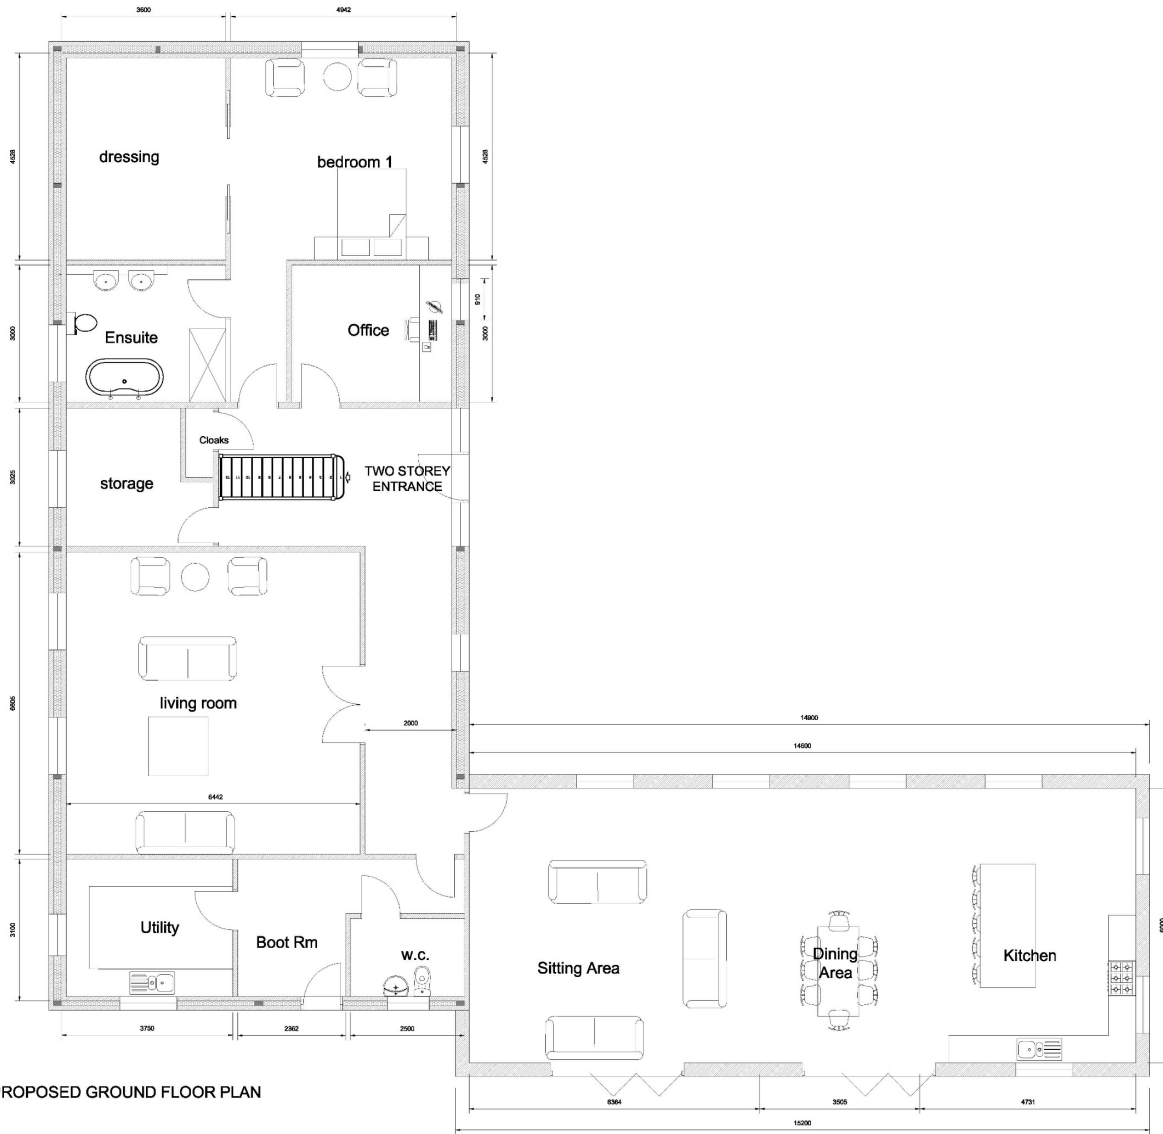 3600
4942
4528
dressing
bedroom 1
4528
3000
Ensuite
Office
910
3000
3025
Cloaks
storage
TWO STOREY
ENTRANCE
6605
living room
2600
6442
14900
14600
3100
Utility
Boot Rm
w.c.
Sitting Area
Dining
Area
Kitchen
3750
2362
2500
ROPOSED GROUND FLOOR PLAN
6364
3505
4731
15200